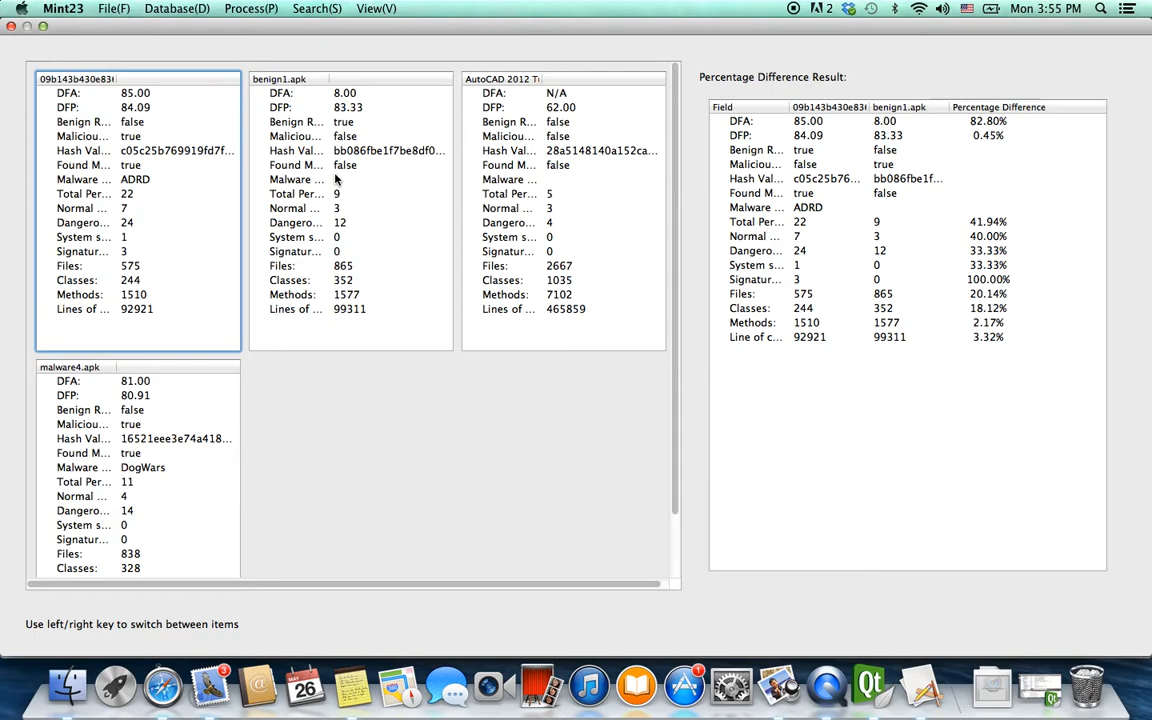 Mint23 File(F) Database(D) Process(P) Search(S) View(V) 2 Mon 3:55 PM
09b143b430e83
DFA: 85.00
DFP: 84.09
Benign R... false
Maliciou... true
Hash Val... c05c25b769919fd7f...
Found M... true
Malware ... ADRD
Total Per... 22
Normal ... 7
Dangero... 24
System s... 1
Signatur... 3
Files: 575
Classes: 244
Methods: 1510
Lines of ... 92921
benign1.apk
DFA: 8.00
DFP: 83.33
Benign R... true
Maliciou... false
Hash Val... bb086fbe1f7be8df0...
Found M... false
Malware ...
Total Per... 9
Normal ... 3
Dangero... 12
System s... 0
Signatur... 0
Files: 865
Classes: 352
Methods: 1577
Lines of ... 99311
AutoCAD 2012 T
DFA: N/A
DFP: 62.00
Benign R... false
Maliciou... false
Hash Val... 28a5148140a152ca...
Found M... false
Malware ...
Total Per... 5
Normal ... 3
Dangero... 4
System s... 0
Signatur... 0
Files: 2667
Classes: 1035
Methods: 7102
Lines of ... 465859
malware4.apk
DFA: 81.00
DFP: 80.91
Benign R... false
Maliciou... true
Hash Val... 16521eee3e74a418...
Found M... true
Malware ... DogWars
Total Per... 11
Normal ... 4
Dangero... 14
System s... 0
Signatur... 0
Files: 838
Classes: 328
Percentage Difference Result:
Field 09b143b430e83 benign1.apk Percentage Difference
DFA: 85.00 8.00 82.80%
DFP: 84.09 83.33 0.45%
Benign R... true false
Maliciou... false true
Hash Val... c05c25b76... bb086fbe1f...
Found M... true false
Malware ... ADRD
Total Per... 22 9 41.94%
Normal ... 7 3 40.00%
Dangero... 24 12 33.33%
System s... 1 0 33.33%
Signatur... 3 0 100.00%
Files: 575 865 20.14%
Classes: 244 352 18.12%
Methods: 1510 1577 2.17%
Line of c... 92921 99311 3.32%
Use left/right key to switch between items
3
FRI
26
1
Qt